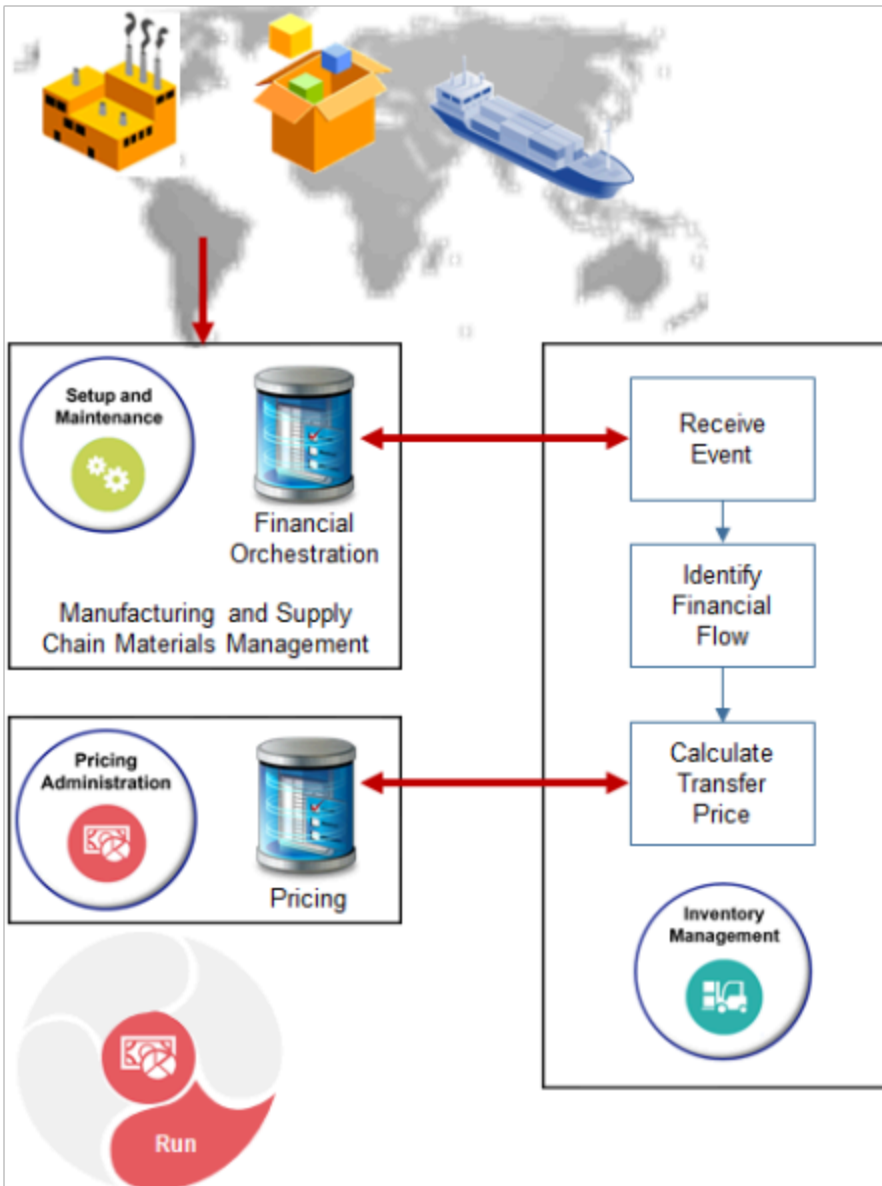 Setup and
Maintenance
Financial
Orchestration
Manufacturing and Supply
Chain Materials Management
Receive
Event
Identify
Financial
Flow
Pricing
Administration
Pricing
Calculate
Transfer
Price
Inventory
Management
Run